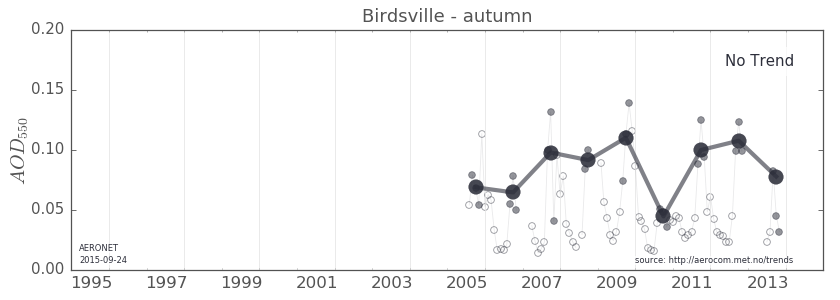 Birdsville - autumn
0.20
No Trend
0.15
0.10
AOD550
0.05
AERONET
2015-09-24
source: http://aerocom.met.no/trends
0.00
1995 1997 1999 2001 2003 2005 2007 2009 2011 2013